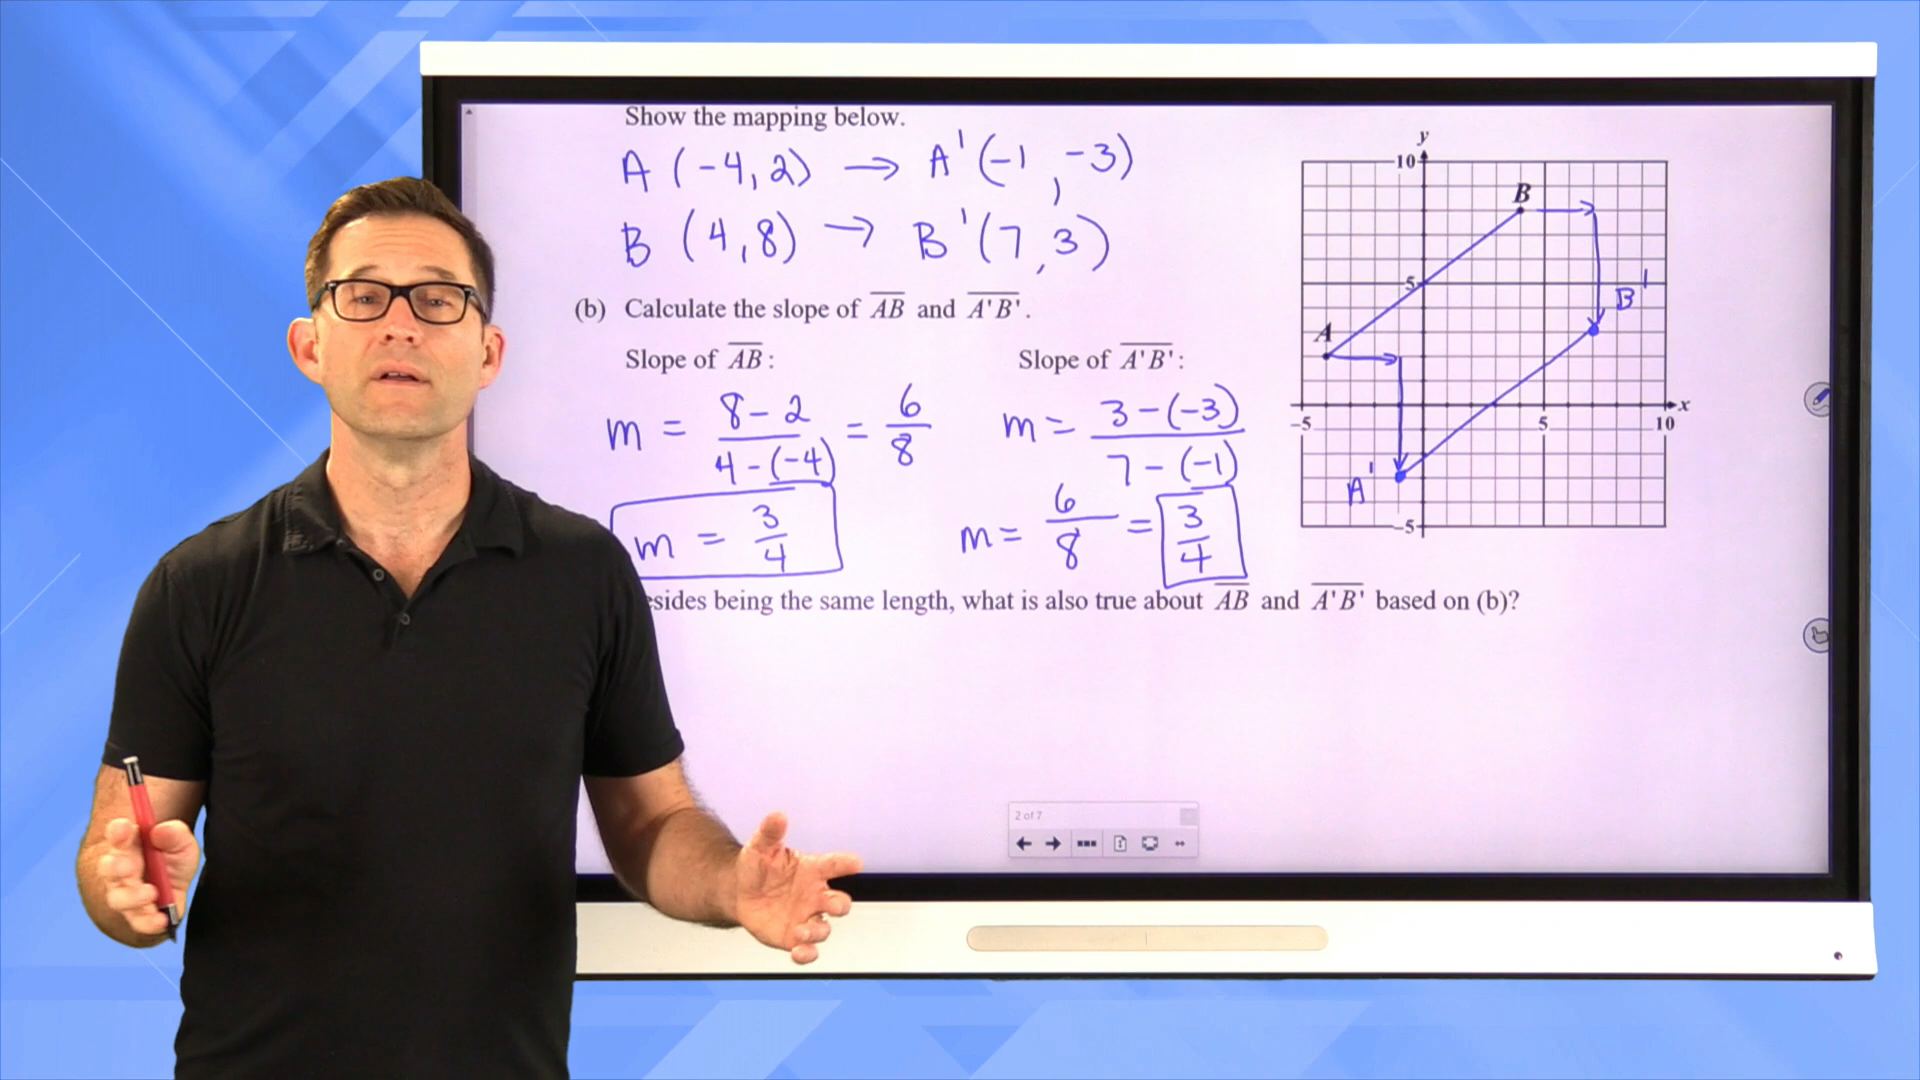 Show the mapping below.
A (-4,2) → A'(-1, -3)
B (4,8) → B'(7,3)
(b) Calculate the slope of AB and A'B'.
Slope of AB:
Slope of A'B':
m = 8-2 / 4-(-4) = 6/8
m = 3-(-3) / 7-(-1)
m = 3/4
m = 6/8 = 3/4
sides being the same length, what is also true about AB and A'B' based on (b)?
y
10
B
5
B'
A
x
-5
5
10
A'
-5
2 of 7